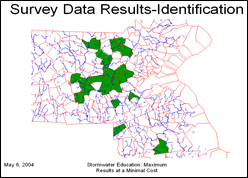 Survey Data Results-Identification
May 6, 2004
Stormwater Education: Maximum
Results at a Minimal Cost